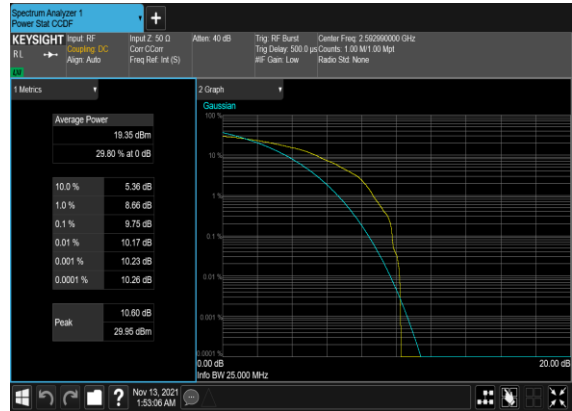 Spectrum Analyzer 1
Power Stat CCDF
+
KEYSIGHT
RL
Input: RF
Coupling: DC
Align: Auto
Input Z: 50 Ω
Corr CCorr
Freq Ref: Int (S)
Atten: 40 dB
Trig: RF Burst
Trig Delay: 500.0 µs
#IF Gain: Low
Center Freq: 2.592990000 GHz
Counts: 1.00 M/1.00 Mpt
Radio Std: None
1 Metrics
Average Power
19.35 dBm
29.80 % at 0 dB
10.0 % 5.36 dB
1.0 % 8.66 dB
0.1 % 9.75 dB
0.01 % 10.17 dB
0.001 % 10.23 dB
0.0001 % 10.26 dB
Peak
10.60 dB
29.95 dBm
2 Graph
Gaussian
100 %
10 %
1 %
0.1 %
0.01 %
0.001 %
0.0001 %
0.00 dB 20.00 dB
Info BW 25.000 MHz
?
Nov 13, 2021
1:53:06 AM